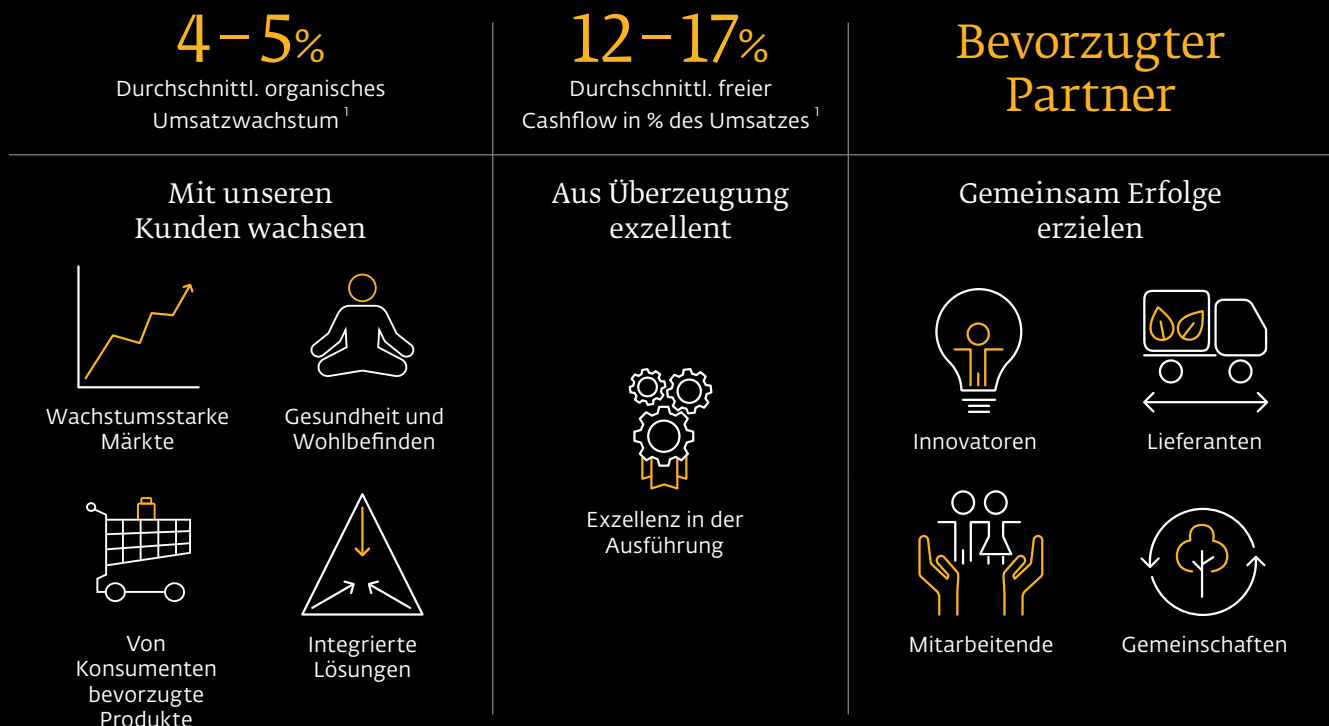 4–5%
Durchschnittl. organisches
Umsatzwachstum ¹
12–17%
Durchschnittl. freier
Cashflow in % des Umsatzes ¹
Bevorzugter
Partner
Mit unseren
Kunden wachsen
Wachstumsstarke
Märkte
Gesundheit und
Wohlbefinden
Von
Konsumenten
bevorzugte
Produkte
Integrierte
Lösungen
Aus Überzeugung
exzellent
Exzellenz in der
Ausführung
Gemeinsam Erfolge
erzielen
Innovatoren
Lieferanten
Mitarbeitende
Gemeinschaften